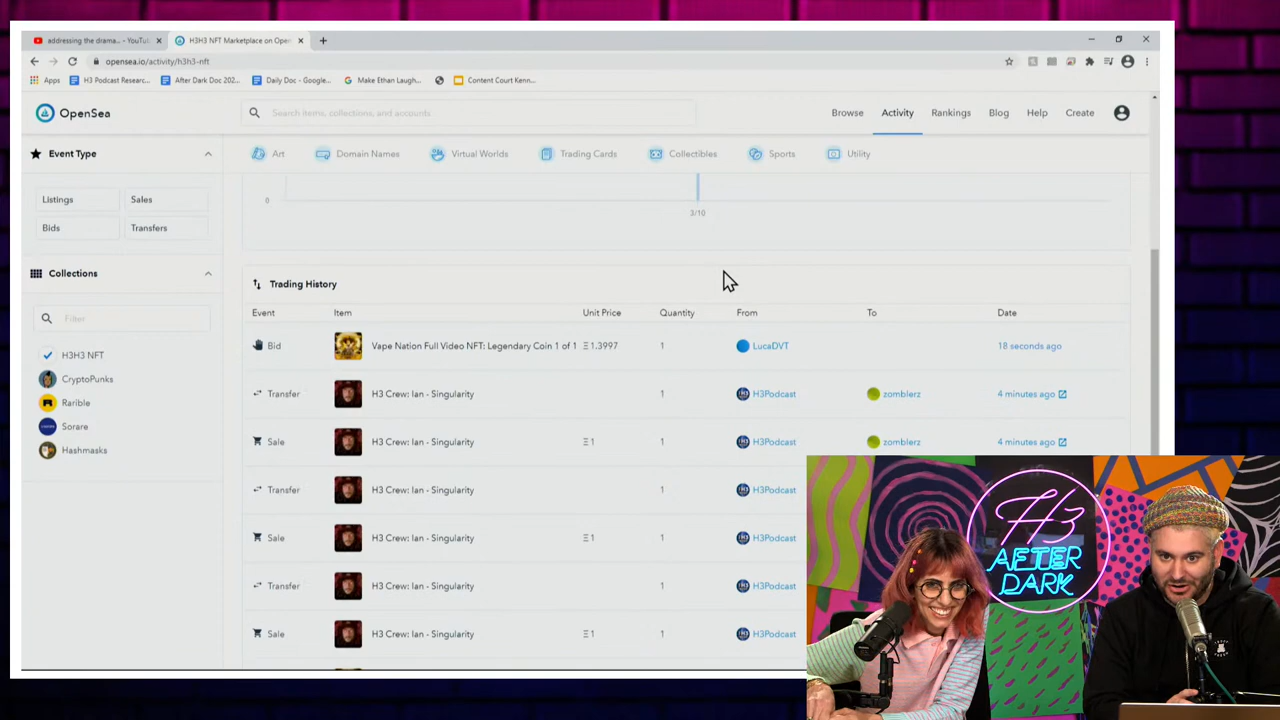 addressing the drama... - YouTu
H3H3 NFT Marketplace on Open
opensea.io/activity/h3h3-nft
Apps
H3 Podcast Researc...
After Dark Doc 202...
Daily Doc - Google...
Make Ethan Laugh...
Content Court Kenn...
OpenSea
Search items, collections, and accounts
Browse
Activity
Rankings
Blog
Help
Create
Event Type
Art
Domain Names
Virtual Worlds
Trading Cards
Collectibles
Sports
Utility
Listings
Sales
Bids
Transfers
0
3/10
Collections
Filter
H3H3 NFT
CryptoPunks
Rarible
Sorare
Hashmasks
Trading History
Event Item Unit Price Quantity From To Date
Bid Vape Nation Full Video NFT: Legendary Coin 1 of 1 Ξ1.3997 1 LucaDVT 18 seconds ago
Transfer H3 Crew: Ian - Singularity 1 H3Podcast zomblerz 4 minutes ago
Sale H3 Crew: Ian - Singularity Ξ1 1 H3Podcast zomblerz 4 minutes ago
Transfer H3 Crew: Ian - Singularity 1 H3Podcast
Sale H3 Crew: Ian - Singularity Ξ1 1 H3Podcast
Transfer H3 Crew: Ian - Singularity 1 H3Podcast
Sale H3 Crew: Ian - Singularity Ξ1 1 H3Podcast
H3
AFTER
DARK